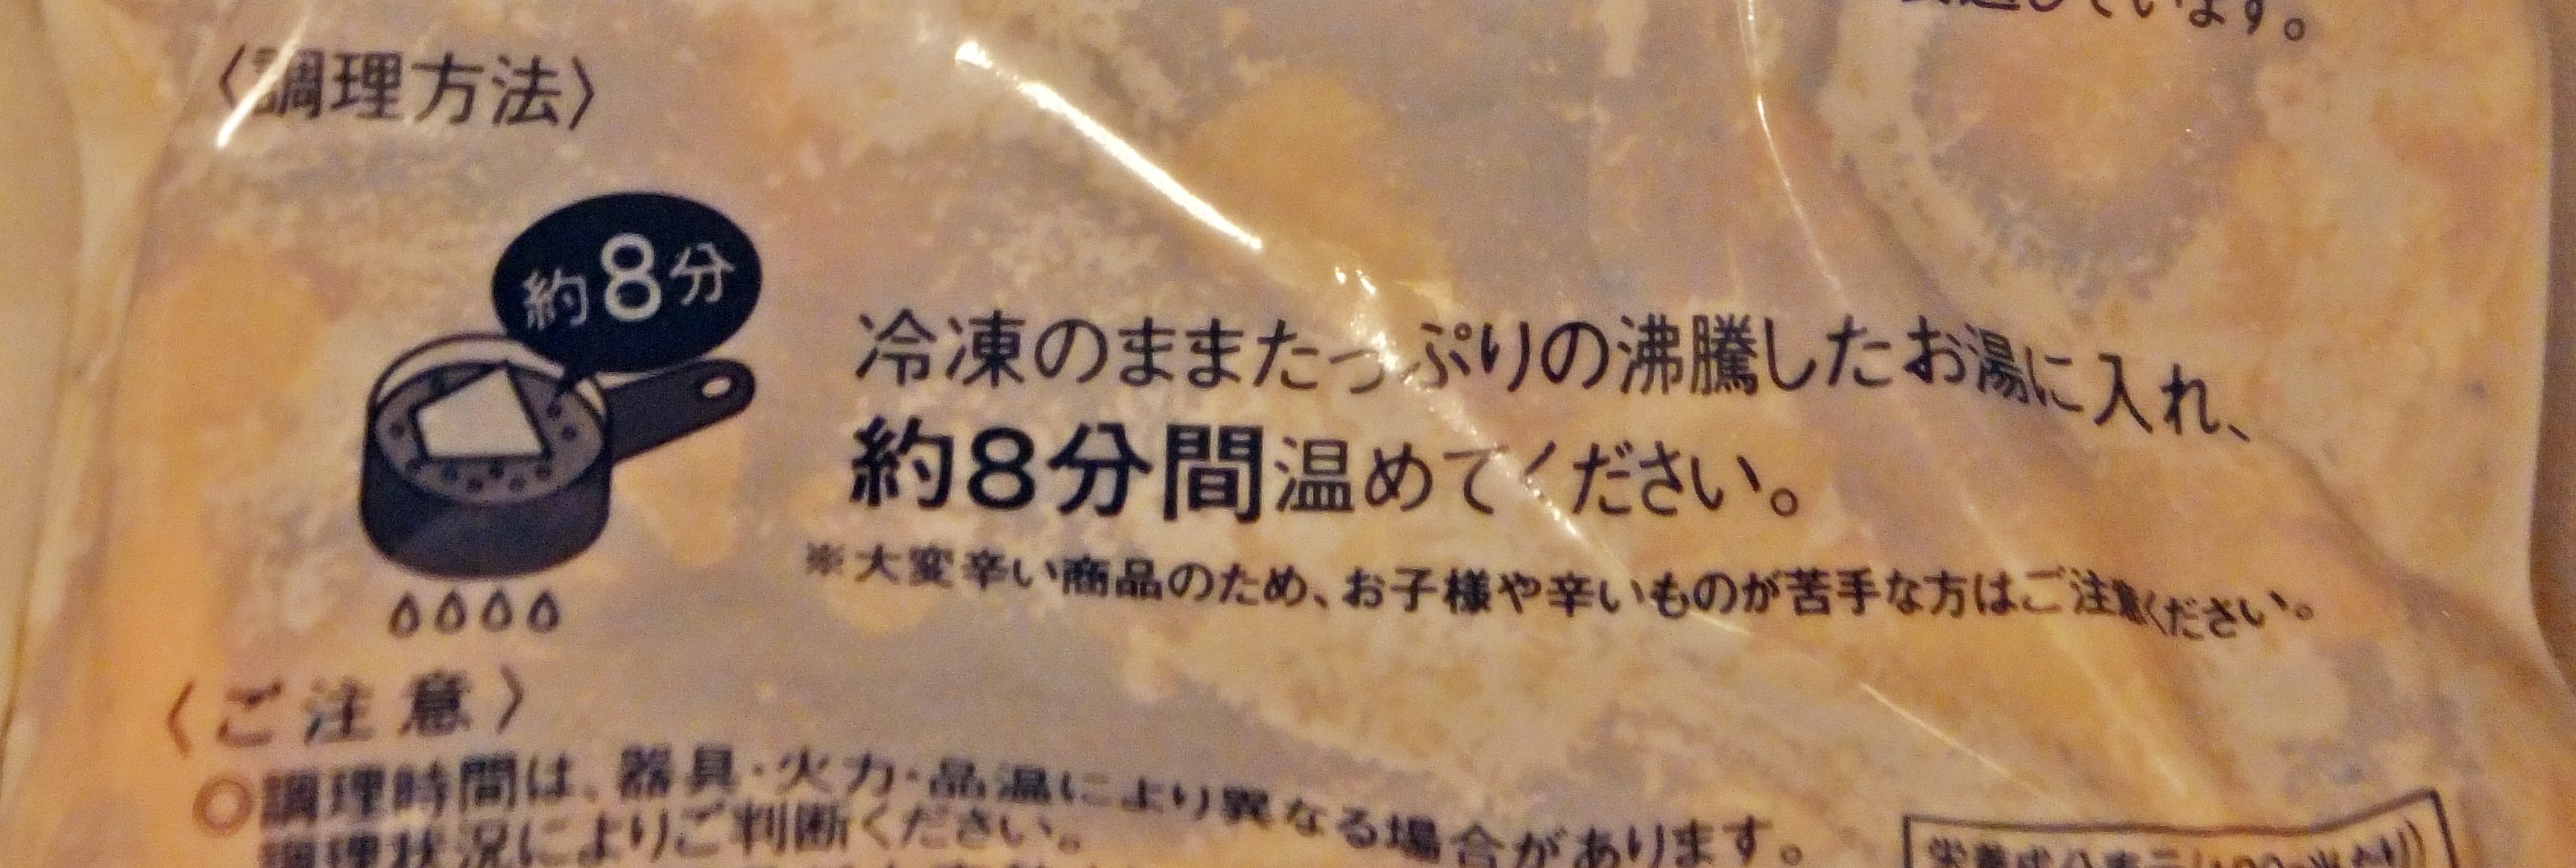 しています。
〈調理方法〉
約8分
冷凍のままたっぷりの沸騰したお湯に入れ、
約8分間温めてください。
※大変辛い商品のため、お子様や辛いものが苦手な方はご注意ください。
〈ご注意〉
◎調理時間は、器具・火力・品温により異なる場合があります。
調理状況によりご判断ください。